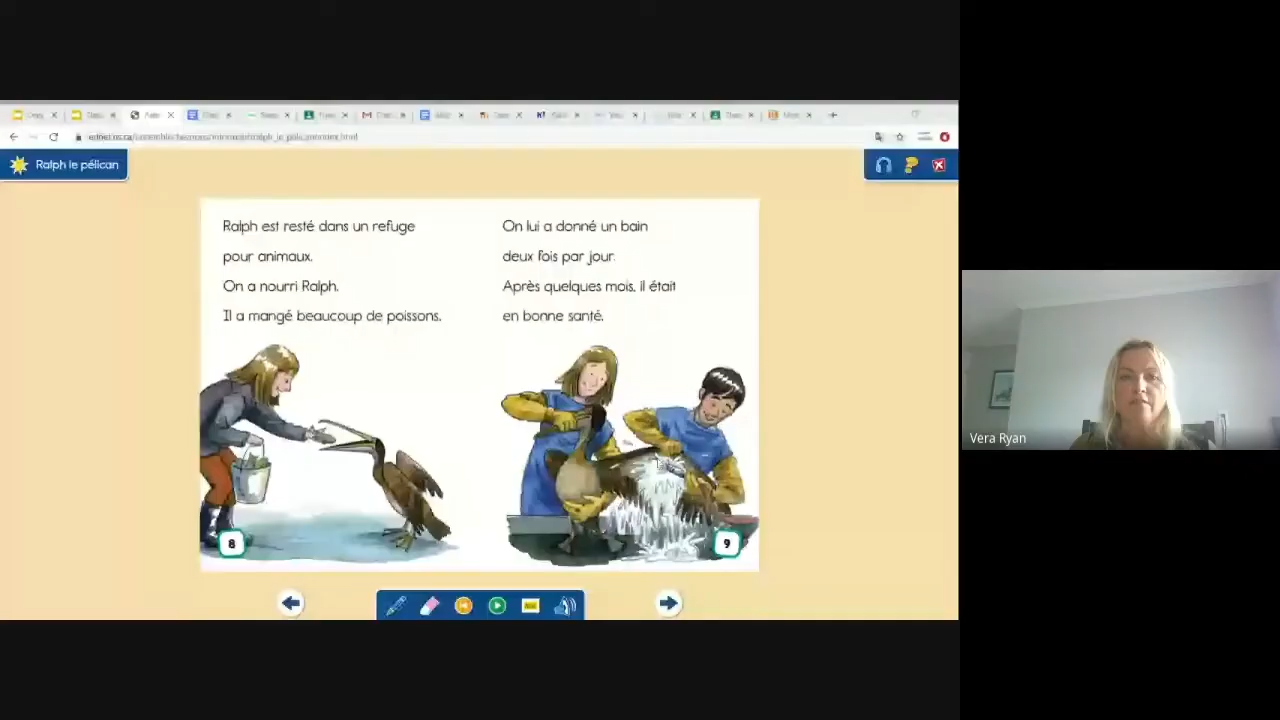 Ralph le pélican
Ralph est resté dans un refuge
pour animaux.
On a nourri Ralph.
Il a mangé beaucoup de poissons.
8
On lui a donné un bain
deux fois par jour.
Après quelques mois, il était
en bonne santé.
9
Vera Ryan